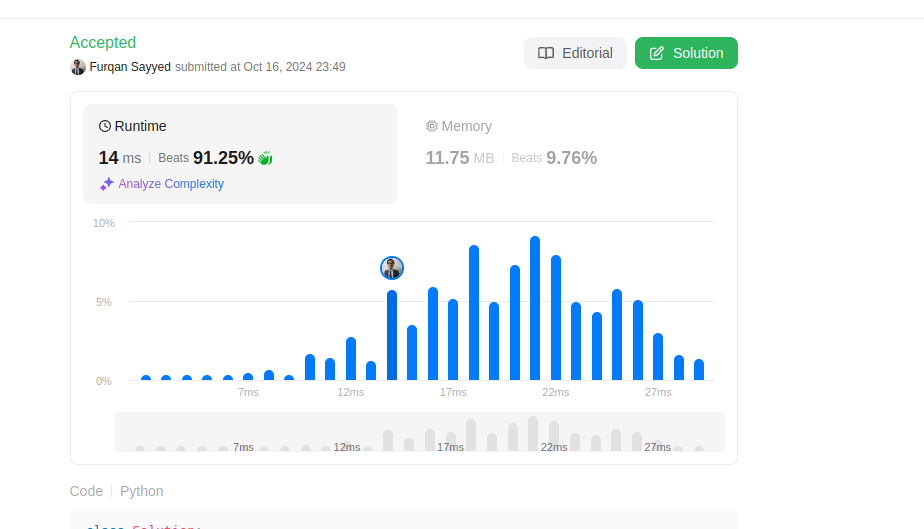 Accepted
Furqan Sayyed submitted at Oct 16, 2024 23:49
Editorial
Solution
Runtime
14 ms Beats 91.25%
Analyze Complexity
Memory
11.75 MB Beats 9.76%
10%
5%
0%
7ms 12ms 17ms 22ms 27ms
7ms 12ms 17ms 22ms 27ms
Code Python
class Solution: